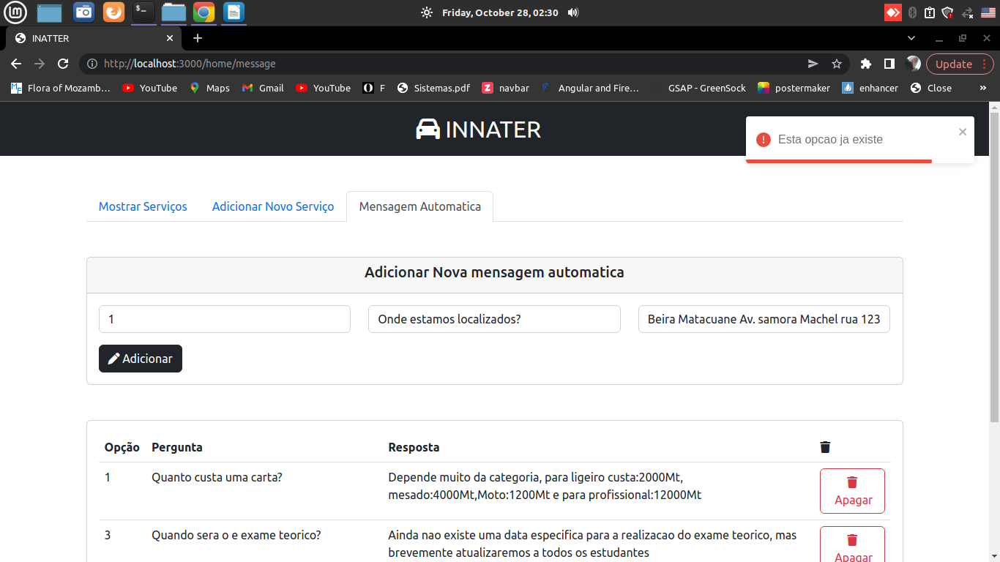 Friday, October 28, 02:30
INATTER
http://localhost:3000/home/message
Update
Flora of Mozamb…
YouTube
Maps
Gmail
YouTube
F
Sistemas.pdf
navbar
Angular and Fire…
GSAP - GreenSock
postermaker
enhancer
Close
»
INNATER
Esta opcao ja existe
Mostrar Serviços
Adicionar Novo Serviço
Mensagem Automatica
Adicionar Nova mensagem automatica
1
Onde estamos localizados?
Beira Matacuane Av. samora Machel rua 123
Adicionar
Opção Pergunta Resposta
1 Quanto custa uma carta? Depende muito da categoria, para ligeiro custa:2000Mt,
mesado:4000Mt,Moto:1200Mt e para profissional:12000Mt
Apagar
3 Quando sera o e exame teorico? Ainda nao existe uma data especifica para a realizacao do exame teorico, mas
brevemente atualizaremos a todos os estudantes
Apagar